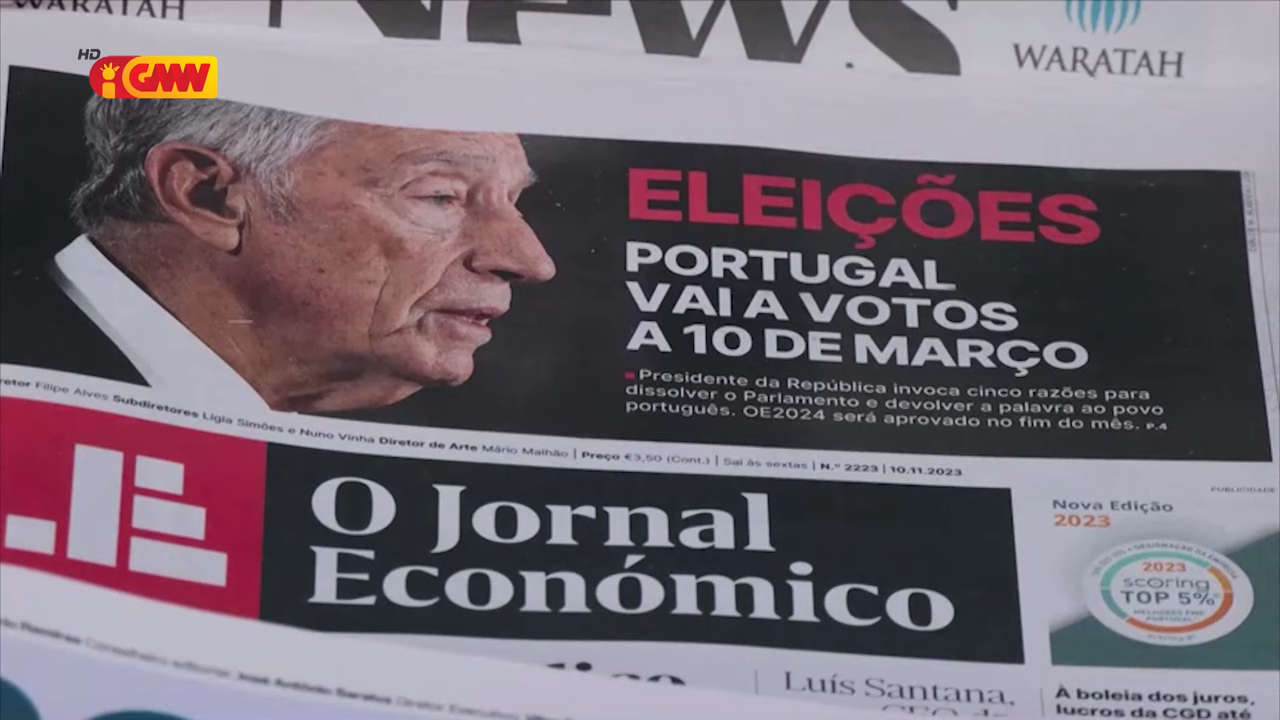 WARATAH
News
WARATAH
HD
GMW
ELEIÇÕES
PORTUGAL
VAI A VOTOS
A 10 DE MARÇO
Presidente da República invoca cinco razões para
dissolver o Parlamento e devolver a palavra ao povo
português. OE2024 será aprovado no fim do mês. P.4
Filipe Alves Subdiretores Lígia Simões e Nuno Vinha Diretor de Arte Mário Malhão | Preço €3,50 (Cont.) | Sai às sextas | N.º 2223 | 10.11.2023
PUBLICIDADE
JE
O Jornal
Económico
Nova Edição
2023
2023
scoring
TOP 5%
MELHORES PME
PORTUGAL
Luís Santana,
À boleia dos juros,
lucros da CGD até